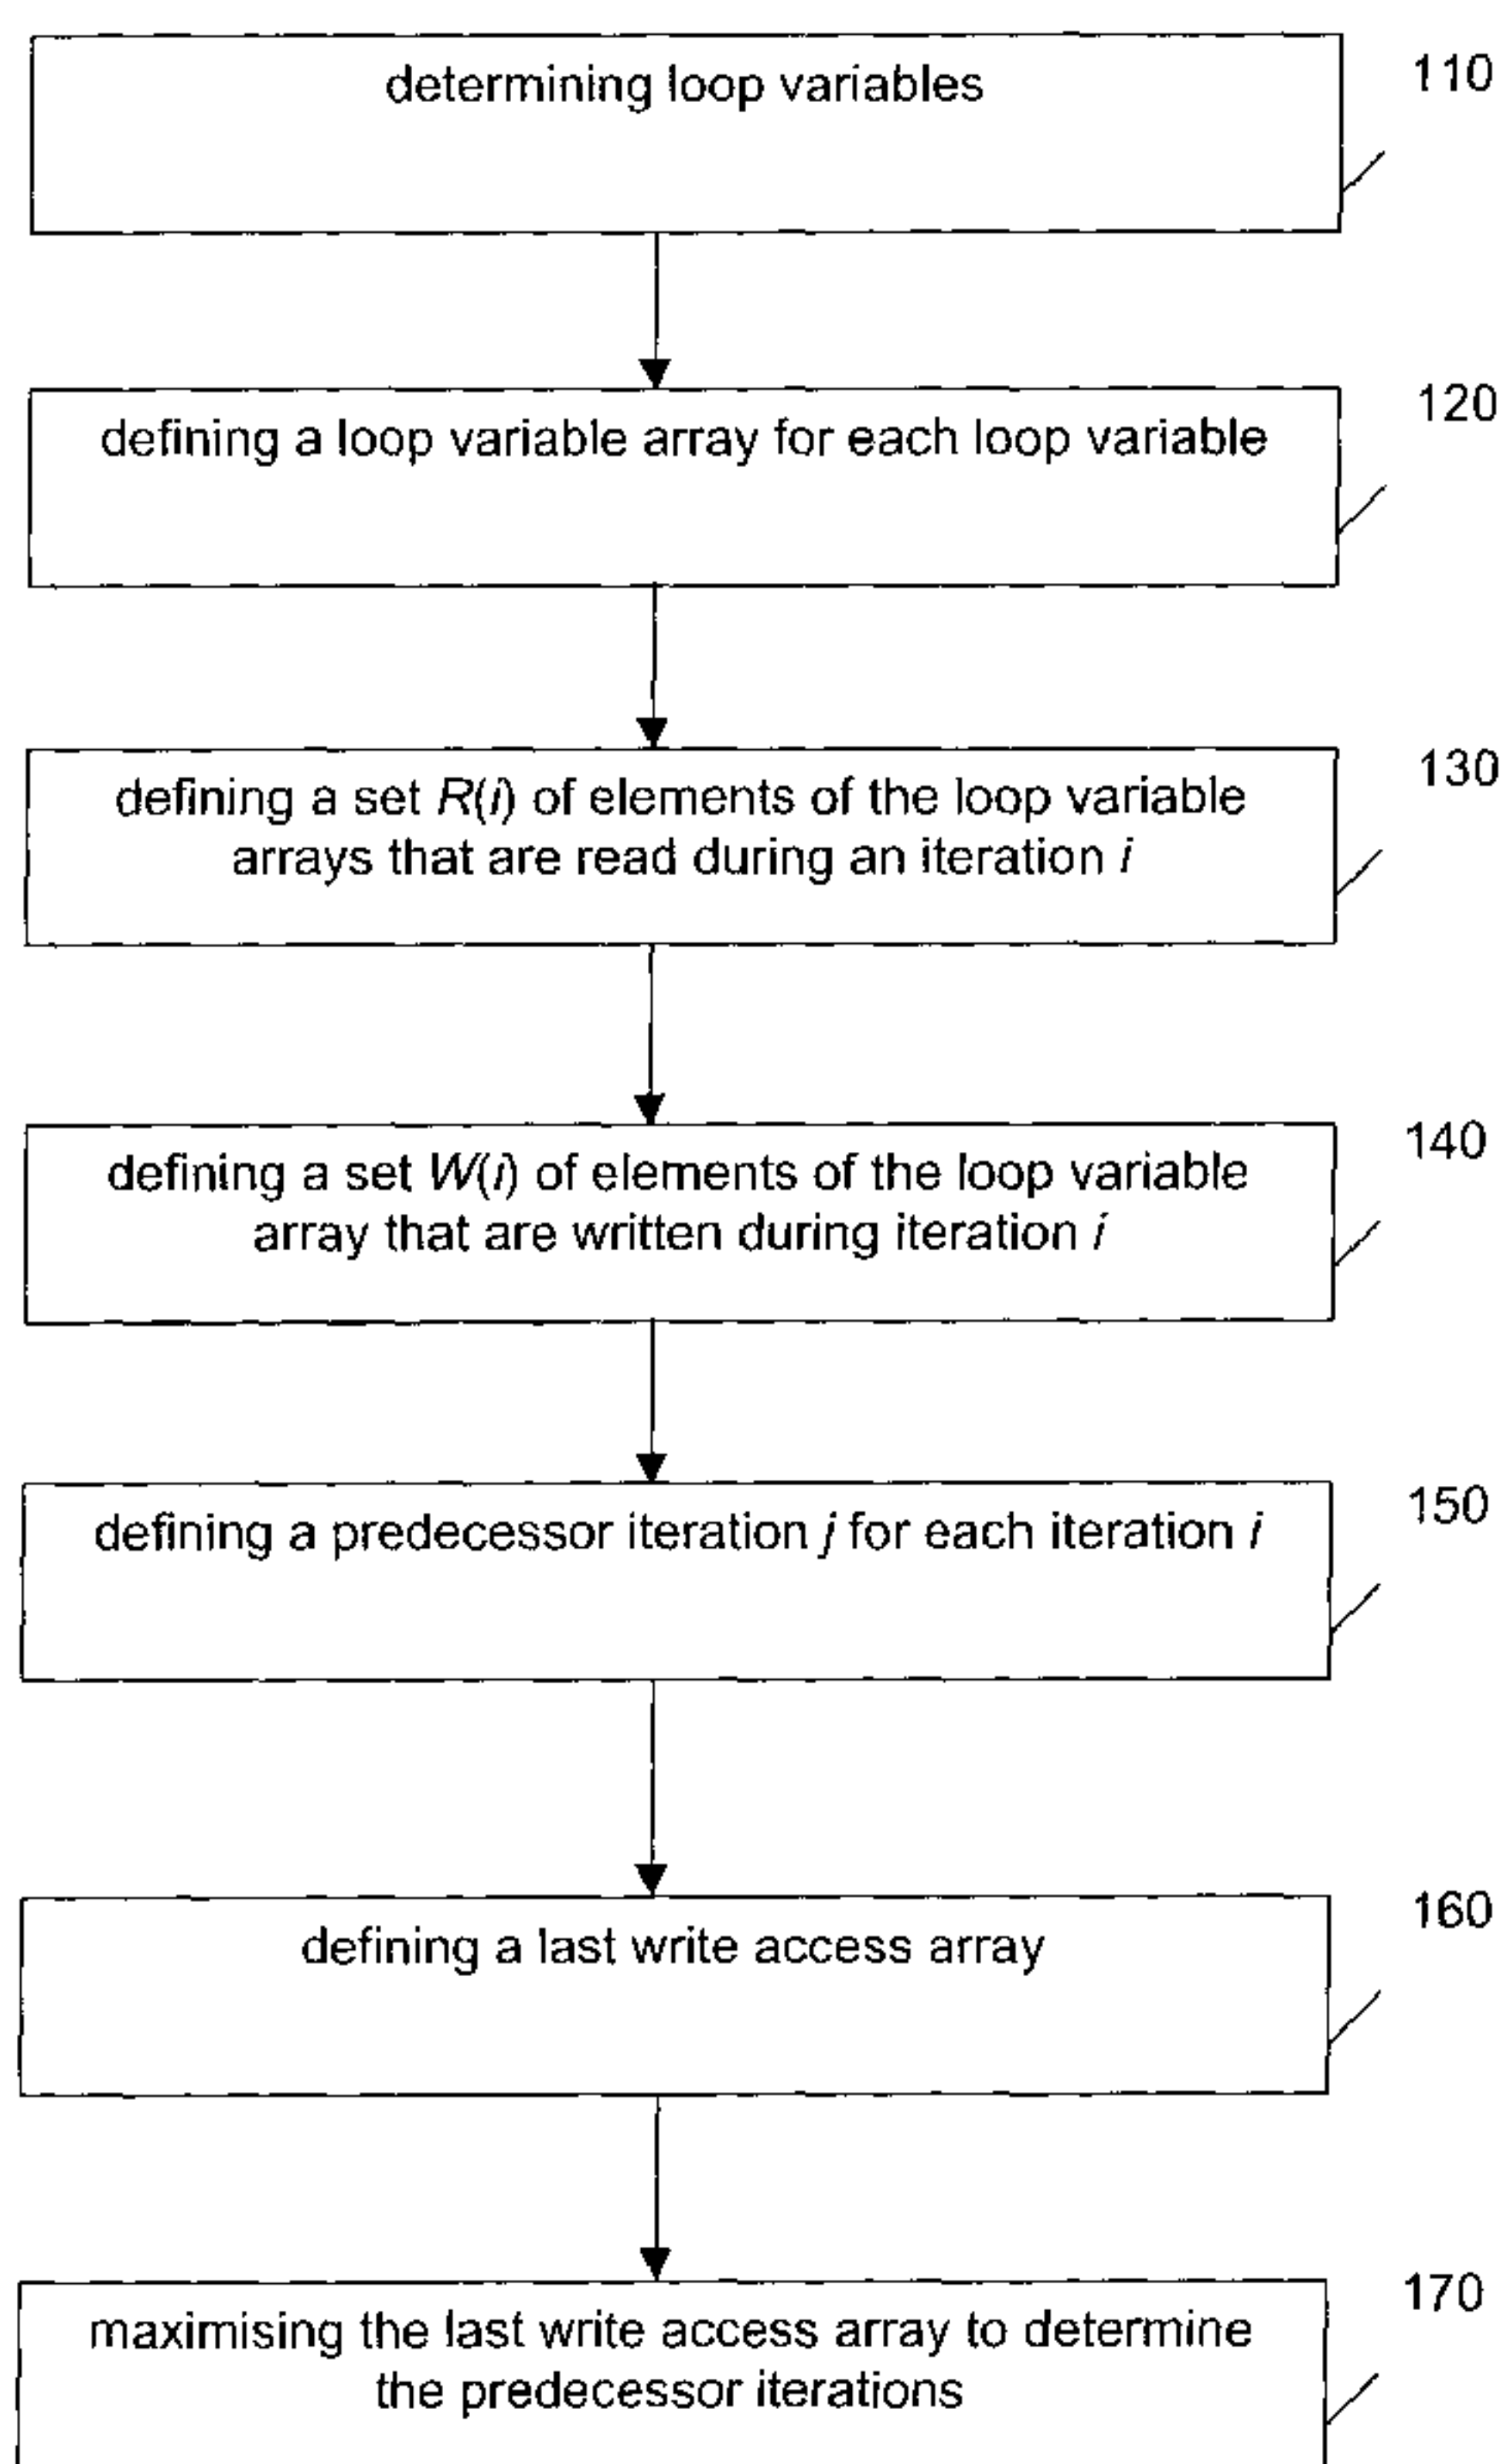 determining loop variables
110
defining a loop variable array for each loop variable
120
defining a set R(i) of elements of the loop variable
arrays that are read during an iteration i
130
defining a set W(i) of elements of the loop variable
array that are written during iteration i
140
defining a predecessor iteration j for each iteration i
150
defining a last write access array
160
maximising the last write access array to determine
the predecessor iterations
170